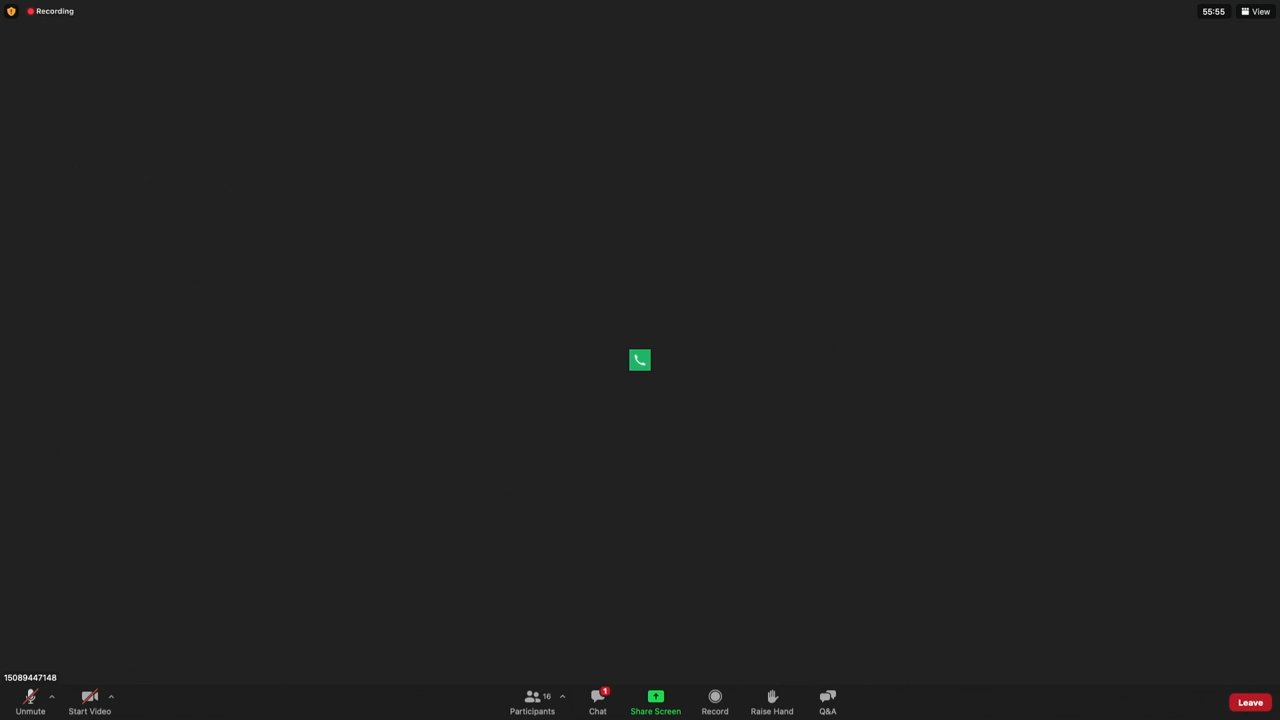 Recording
55:55
View
15089447148
Unmute
Start Video
16
Participants
1
Chat
Share Screen
Record
Raise Hand
Q&A
Leave